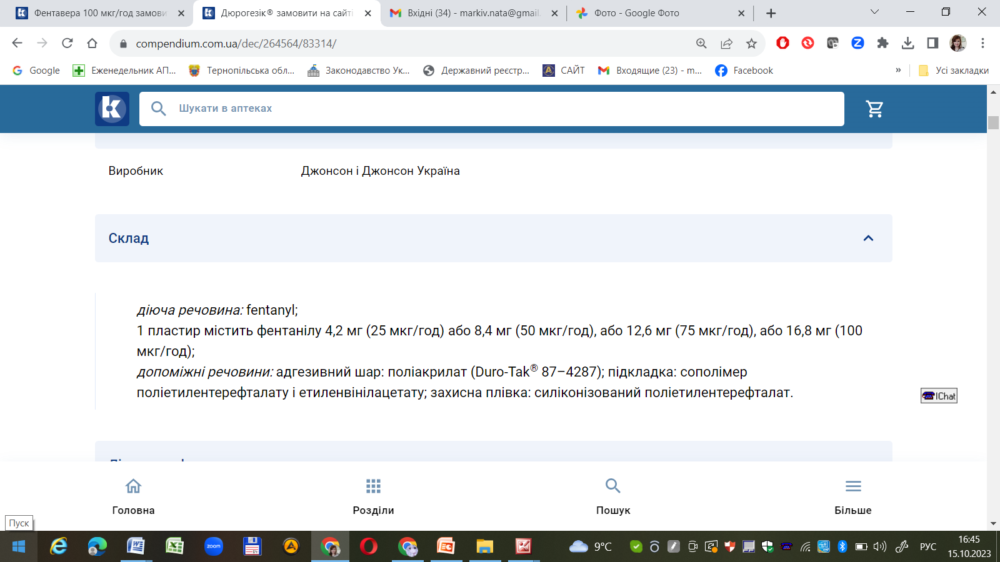 Фентавера 100 мкг/год замови
Дюрогезік® замовити на сайті
Вхідні (34) - markiv.nata@gmail.
Фото - Google Фото
compendium.com.ua/dec/264564/83314/
Google
Еженедельник АП...
Тернопільська обл...
Законодавство Ук...
Державний реєстр...
САЙТ
Входящие (23) - m...
Facebook
»
Усі закладки
Шукати в аптеках
Виробник
Джонсон і Джонсон Україна
Склад
діюча речовина: fentanyl;
1 пластир містить фентанілу 4,2 мг (25 мкг/год) або 8,4 мг (50 мкг/год), або 12,6 мг (75 мкг/год), або 16,8 мг (100
мкг/год);
допоміжні речовини: адгезивний шар: поліакрилат (Duro-Tak® 87–4287); підкладка: сополімер
поліетилентерефталату і етиленвінілацетату; захисна плівка: силіконізований поліетилентерефталат.
IChat
Головна
Розділи
Пошук
Більше
Пуск
zoom
9°C
РУС
16:45
15.10.2023